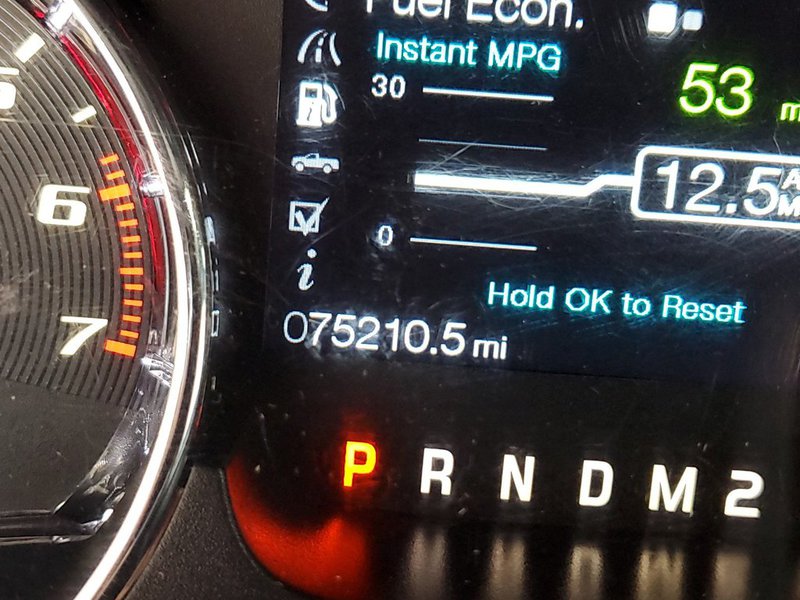 Fuel Econ.
Instant MPG
30
53
12.5
0
Hold OK to Reset
075210.5 mi
6
7
P R N D M 2